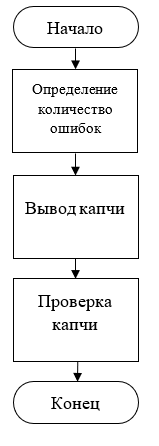 Начало
Определение
количество
ошибок
Вывод капчи
Проверка
капчи
Конец